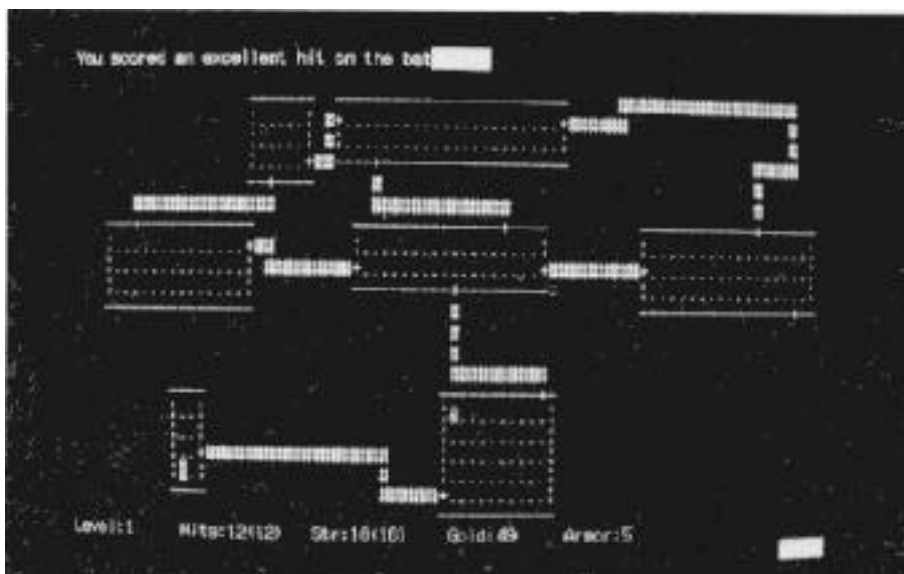 You scored an excellent hit on the bat
Level:1 Hits:12(12) Str:16(16) Gold:49 Armor:5